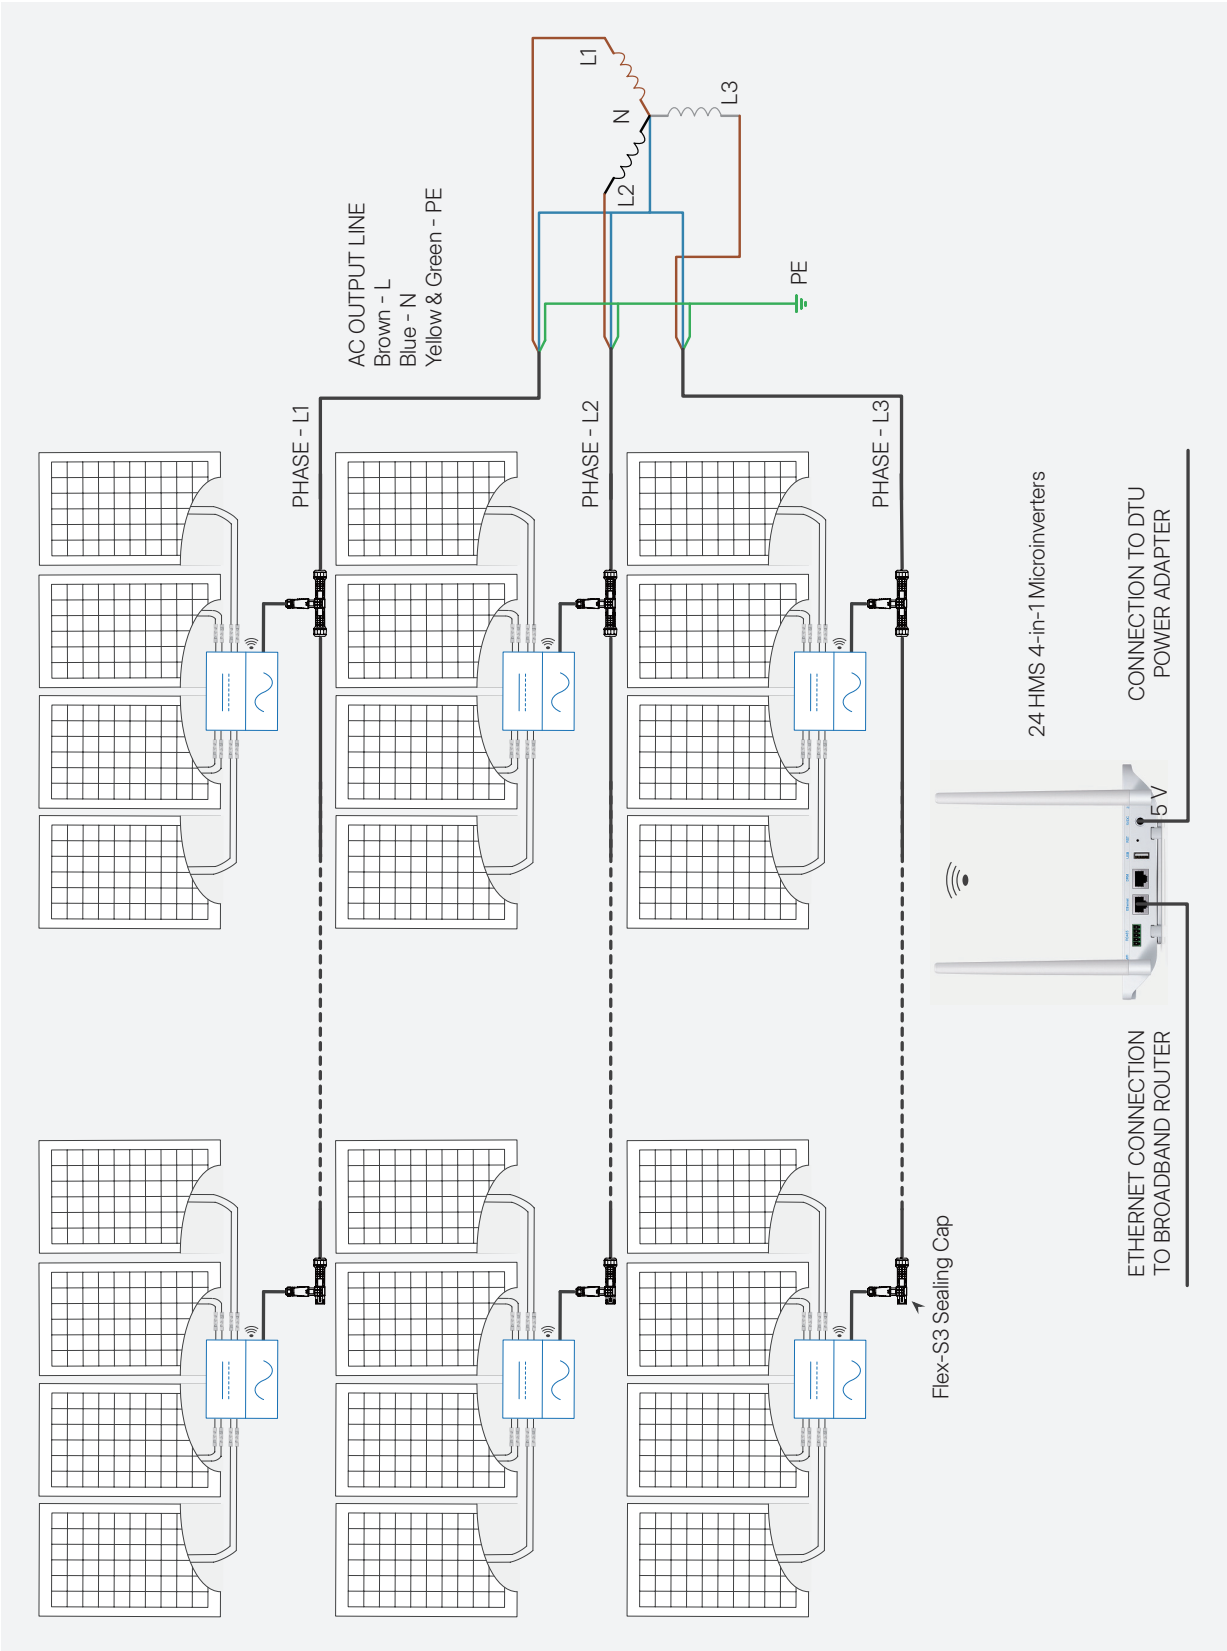 AC OUTPUT LINE
Brown - L
Blue - N
Yellow & Green - PE
L1
N
L2
L3
PE
PHASE - L1
PHASE - L2
PHASE - L3
24 HMS 4-in-1 Microinverters
CONNECTION TO DTU
POWER ADAPTER
5 V
ETHERNET CONNECTION
TO BROADBAND ROUTER
Flex-S3 Sealing Cap